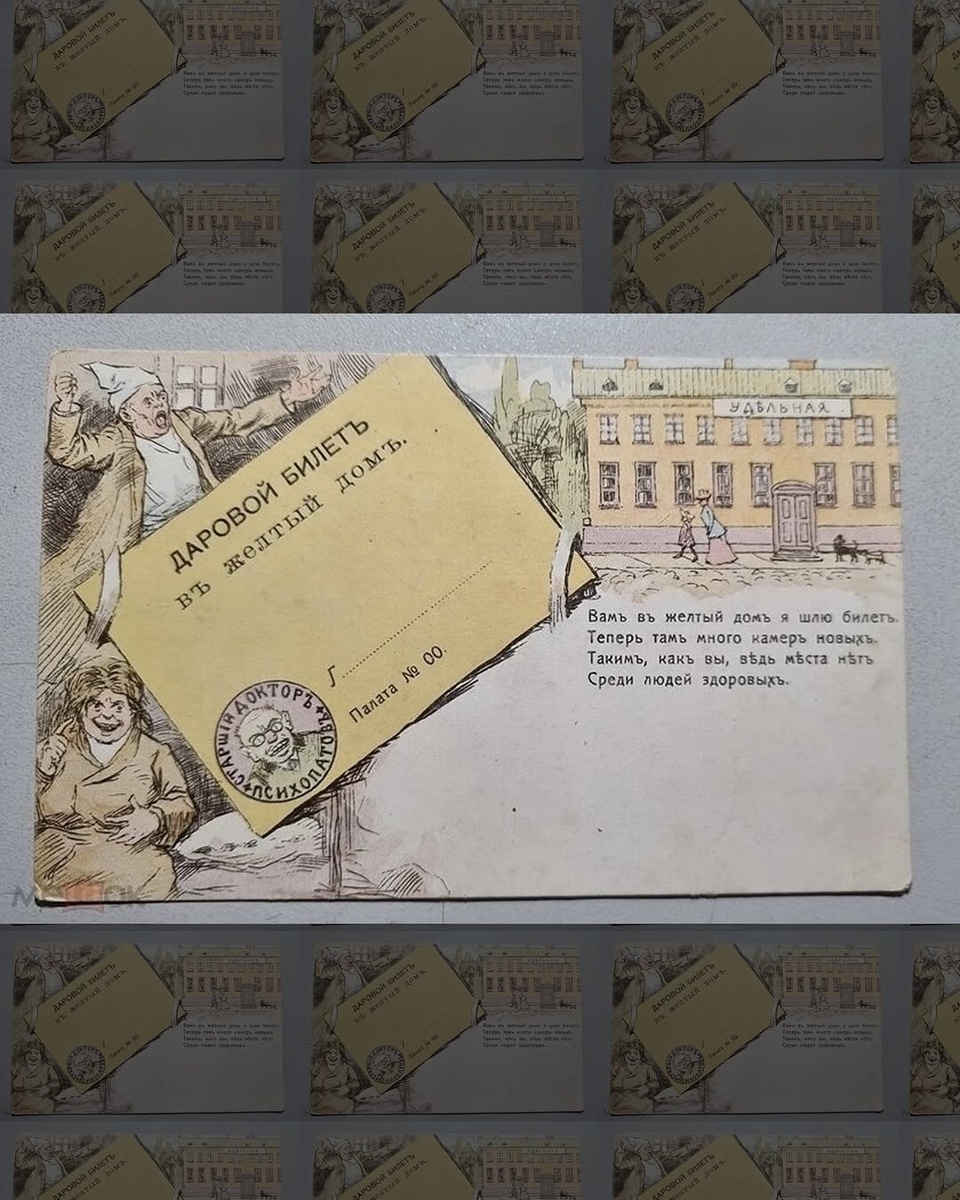 ДАРОВОЙ БИЛЕТЪ
въ желтый домъ.
Г
Палата № 00.
СТАРШІЙ ДОКТОРЪ
ПСИХОПАТОВЪ
УДѢЛЬНАЯ
Вамъ въ желтый домъ я шлю билетъ.
Теперь тамъ много камеръ новыхъ.
Такимъ, какъ вы, вѣдь мѣста нѣтъ
Среди людей здоровыхъ.